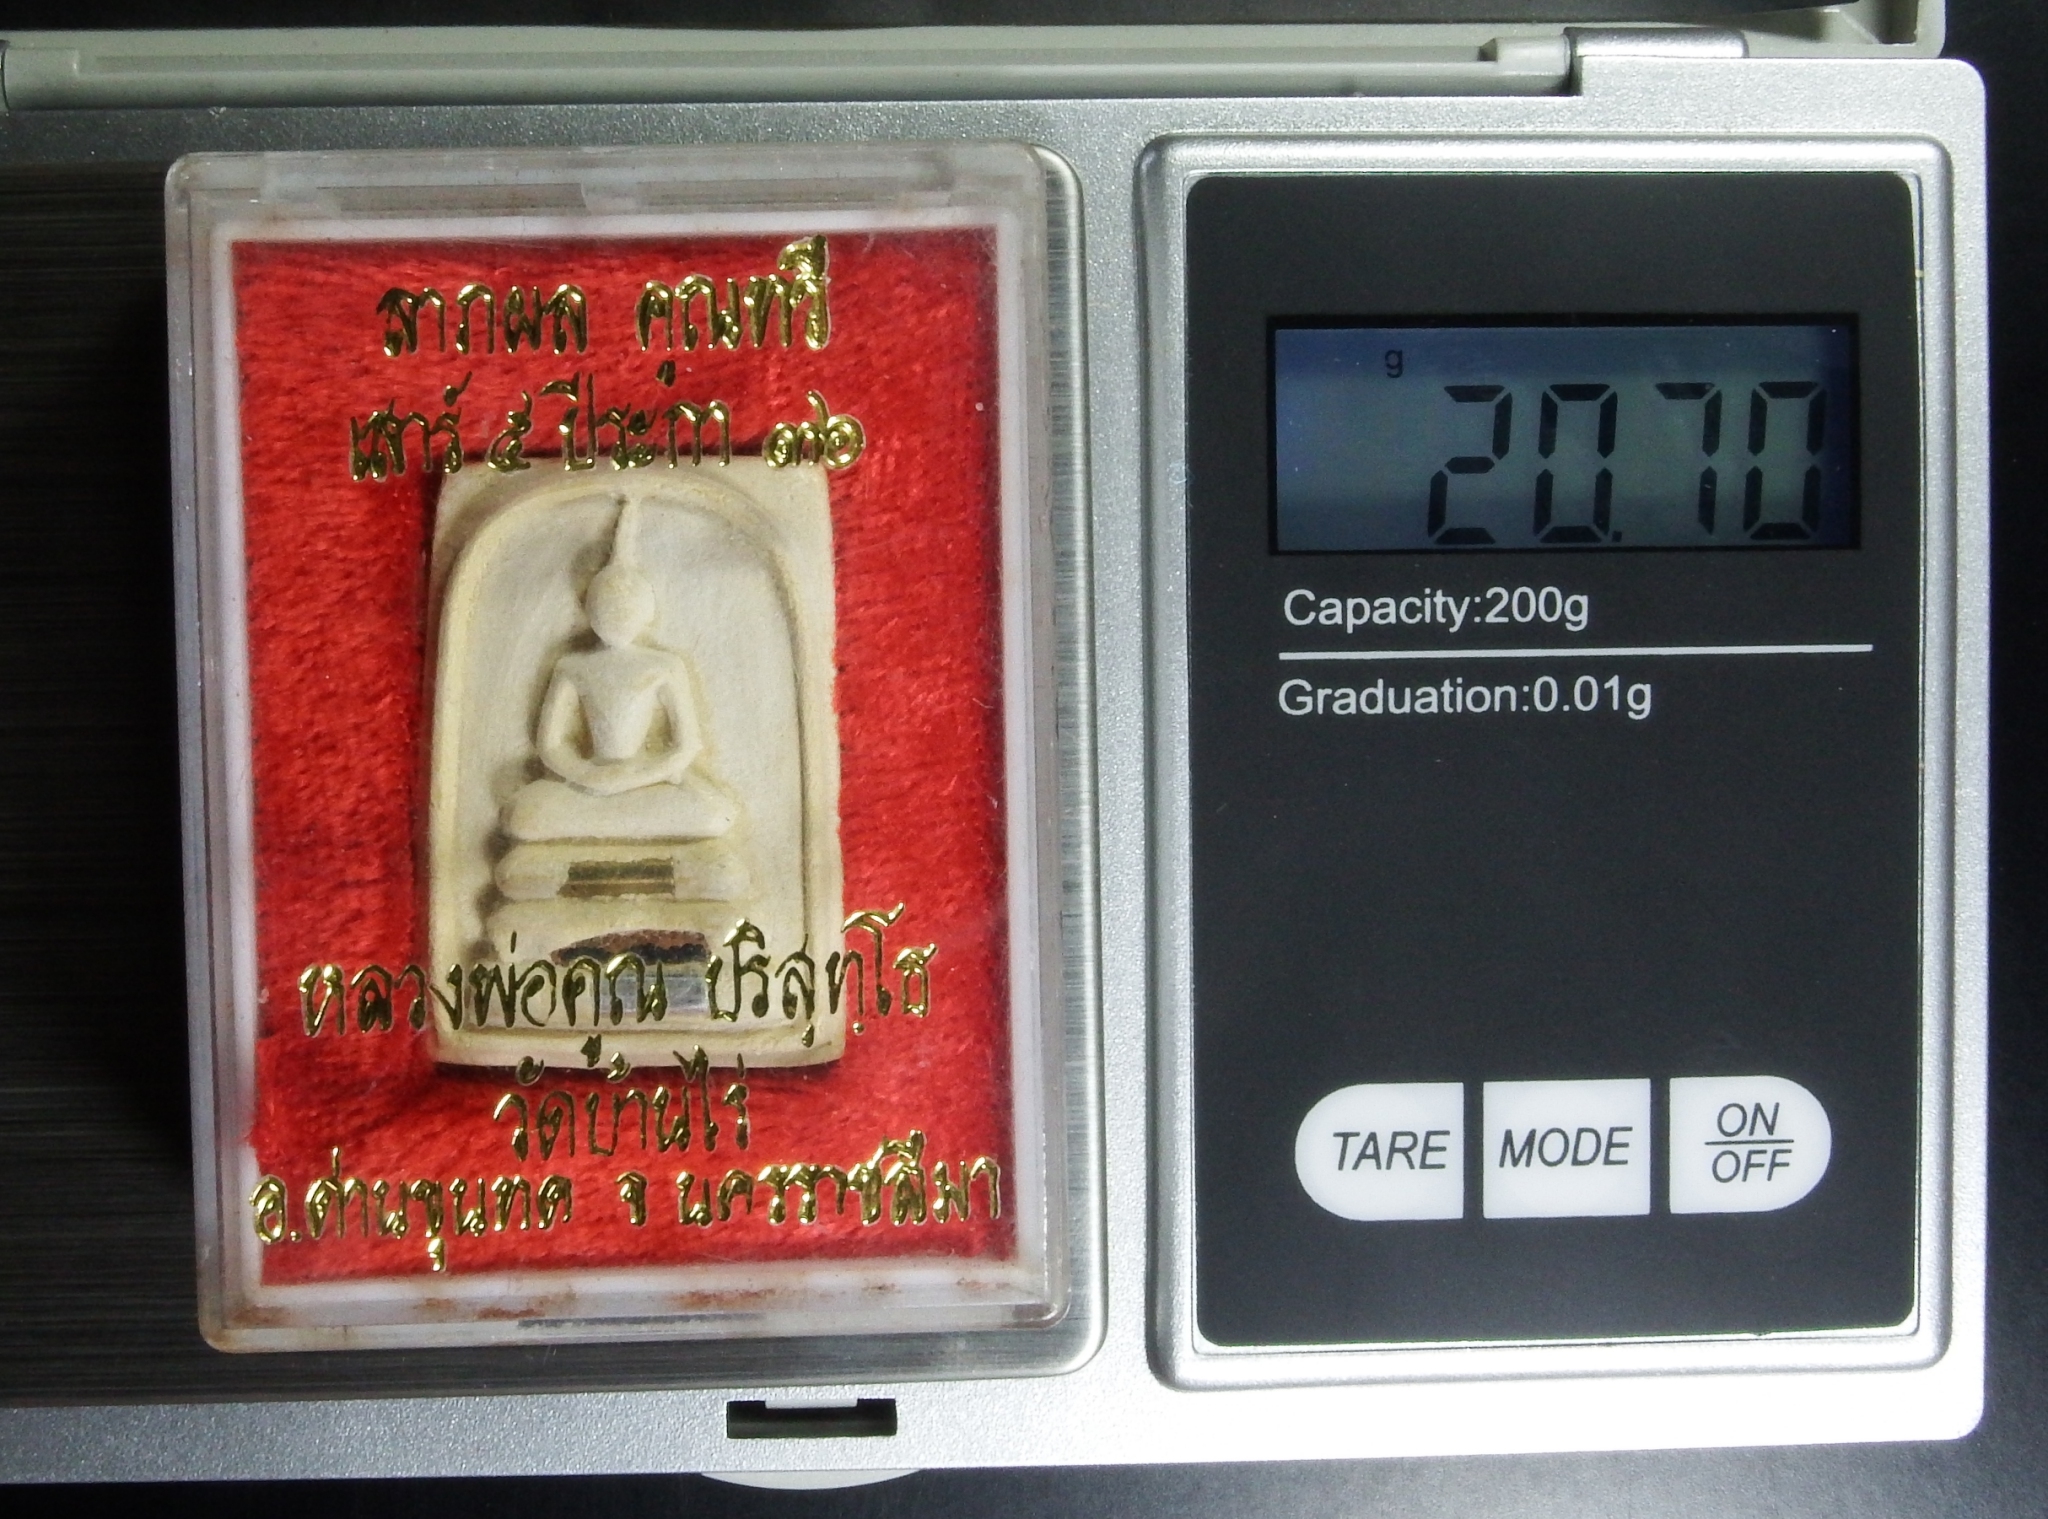 ลาภผล คูณทวี
เสาร์ ๕ ปีระกา ๓๖
หลวงพ่อคูณ ปริสุทฺโธ
วัดบ้านไร่
อ.ด่านขุนทด จ นครราชสีมา
g
20.70
Capacity:200g
Graduation:0.01g
TARE MODE ON
OFF